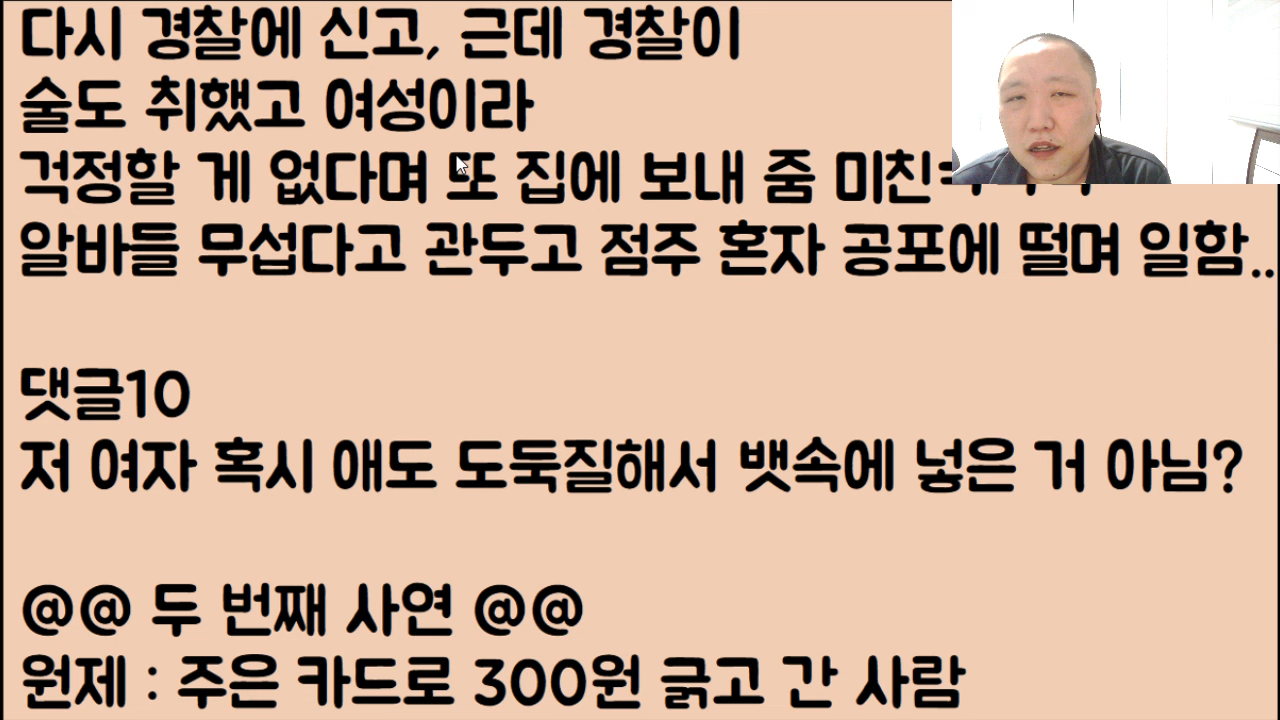 다시 경찰에 신고, 근데 경찰이
술도 취했고 여성이라
걱정할 게 없다며 또 집에 보내 줌
알바들 무섭다고 관두고 점주 혼자 공포에 떨며 일함..
댓글10
저 여자 혹시 애도 도둑질해서 뱃속에 넣은 거 아님?
@@ 두 번째 사연 @@
원제 : 주은 카드로 300원 긁고 간 사람